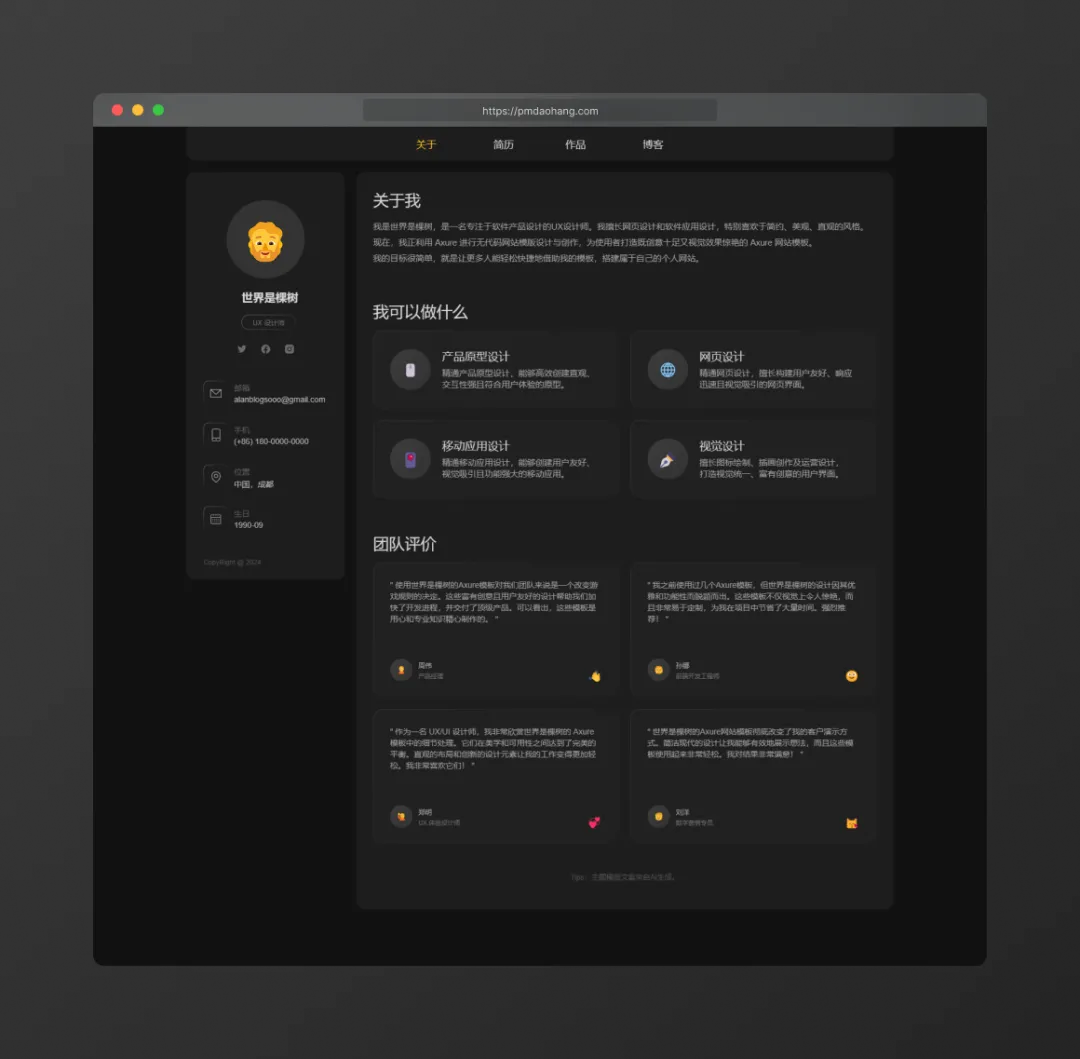 https://pmdaohang.com
关于 简历 作品 博客
世界是棵树
UX 设计师
邮箱
alanblogsooo@gmail.com
手机
(+86) 180-0000-0000
位置
中国，成都
生日
1990-09
CopyRight @ 2024
关于我
我是世界是棵树，是一名专注于软件产品设计的UX设计师。我擅长网页设计和软件应用设计，特别喜欢于简约、美观、直观的风格。
现在，我正利用 Axure 进行无代码网站模版设计与创作，为使用者打造既创意十足又视觉效果惊艳的 Axure 网站模板。
我的目标很简单，就是让更多人能轻松快捷地借助我的模板，搭建属于自己的个人网站。
我可以做什么
产品原型设计
精通产品原型设计，能够高效创建直观、
交互性强且符合用户体验的原型。
网页设计
精通网页设计，擅长构建用户友好、响应
迅速且视觉吸引的网页界面。
移动应用设计
精通移动应用设计，能够创建用户友好、
视觉吸引且功能强大的移动应用。
视觉设计
擅长图标绘制、插画创作及运营设计，
打造视觉统一、富有创意的用户界面。
团队评价
" 使用世界是棵树的Axure模板对我们团队来说是一个改变游
戏规则的决定。这些富有创意且用户友好的设计帮助我们加
快了开发进程，并交付了顶级产品。可以看出，这些模板是
用心和专业知识精心制作的。 "
周伟
产品经理
" 我之前使用过几个Axure模板，但世界是棵树的设计因其优
雅和功能性而脱颖而出。这些模板不仅视觉上令人惊艳，而
且非常易于定制，为我在项目中节省了大量时间。强烈推
荐！ "
孙娜
前端开发工程师
" 作为一名 UX/UI 设计师，我非常欣赏世界是棵树的 Axure
模板中的细节处理。它们在美学和可用性之间达到了完美的
平衡。直观的布局和创新的设计元素让我的工作变得更加轻
松。我非常喜欢它们！ "
郑明
UX 体验设计师
" 世界是棵树的Axure网站模板彻底改变了我的客户演示方
式。简洁现代的设计让我能够有效地展示想法，而且这些模
板使用起来非常轻松。我对结果非常满意！ "
刘洋
数字营销专员